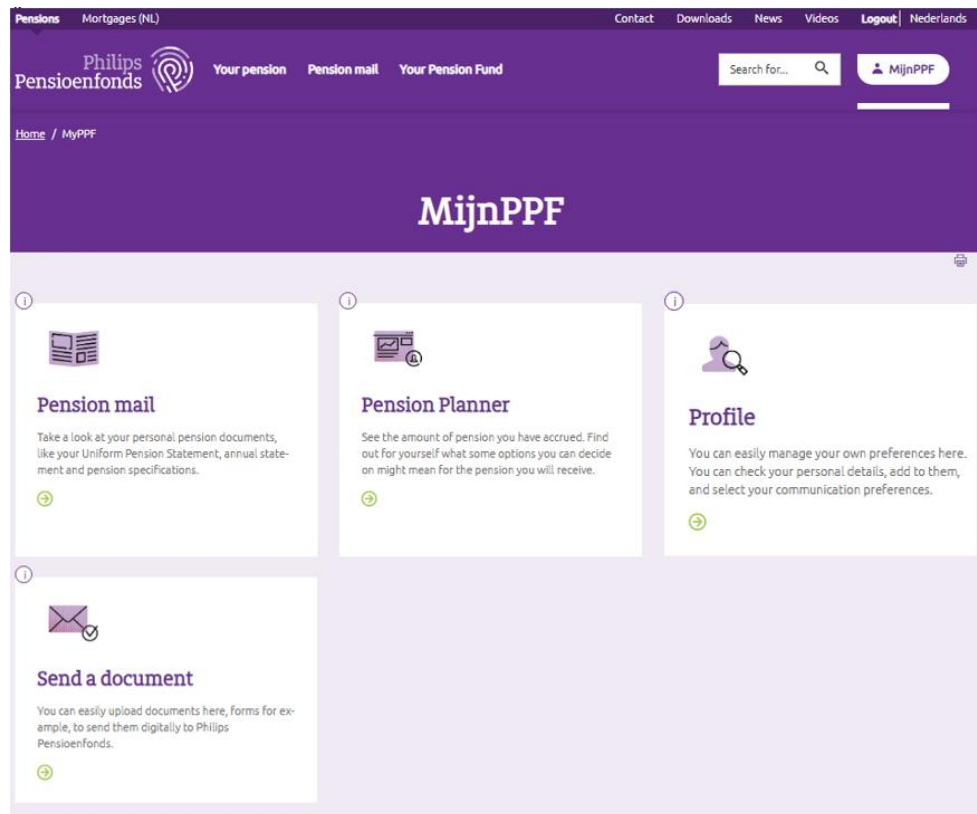 Pensions Mortgages (NL) Contact Downloads News Videos Logout Nederlands
Philips
Pensioenfonds
Your pension Pension mail Your Pension Fund Search for... MijnPPF
Home / MyPPF
MijnPPF
Pension mail
Take a look at your personal pension documents,
like your Uniform Pension Statement, annual state-
ment and pension specifications.
Pension Planner
See the amount of pension you have accrued. Find
out for yourself what some options you can decide
on might mean for the pension you will receive.
Profile
You can easily manage your own preferences here.
You can check your personal details, add to them,
and select your communication preferences.
Send a document
You can easily upload documents here, forms for ex-
ample, to send them digitally to Philips
Pensioenfonds.